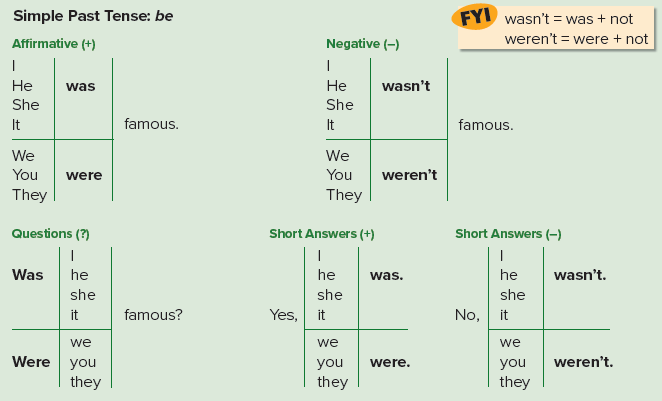 Simple Past Tense: be
FYI
wasn't = was + not
weren't = were + not
Affirmative (+)
I
He
She
It
was
We
You
They
were
famous.
Negative (–)
I
He
She
It
wasn't
We
You
They
weren't
famous.
Questions (?)
Was
I
he
she
it
Were
we
you
they
famous?
Short Answers (+)
Yes,
I
he
she
it
was.
we
you
they
were.
Short Answers (–)
No,
I
he
she
it
wasn't.
we
you
they
weren't.